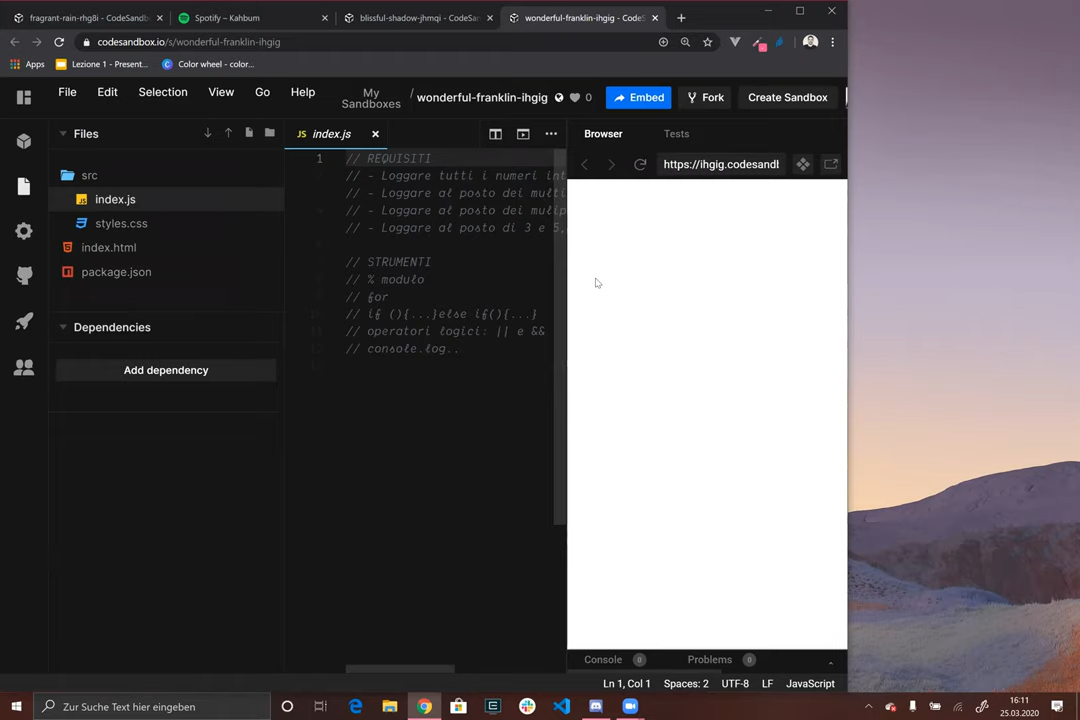 fragrant-rain-rhg8i - CodeSandb
Spotify – Kahbum
blissful-shadow-jhmqi - CodeSan
wonderful-franklin-ihgig - CodeS
codesandbox.io/s/wonderful-franklin-ihgig
Apps
Lezione 1 - Present...
Color wheel - color...
File Edit Selection View Go Help
My Sandboxes
/ wonderful-franklin-ihgig
0
Embed
Fork
Create Sandbox
Files
JS index.js
Browser
Tests
https://ihgig.codesandl
src
index.js
styles.css
index.html
package.json
Dependencies
Add dependency
1
// REQUISITI
// - Loggare tutti i numeri int
// - Loggare al posto dei multi
// - Loggare al posto dei multip
// - Loggare al posto di 3 e 5,
// STRUMENTI
// % modulo
// for
// if (){...}else if(){...}
// operatori logici: || e &&
// console.log..
Console 0
Problems 0
Ln 1, Col 1
Spaces: 2
UTF-8
LF
JavaScript
Zur Suche Text hier eingeben
16:11
25.03.2020